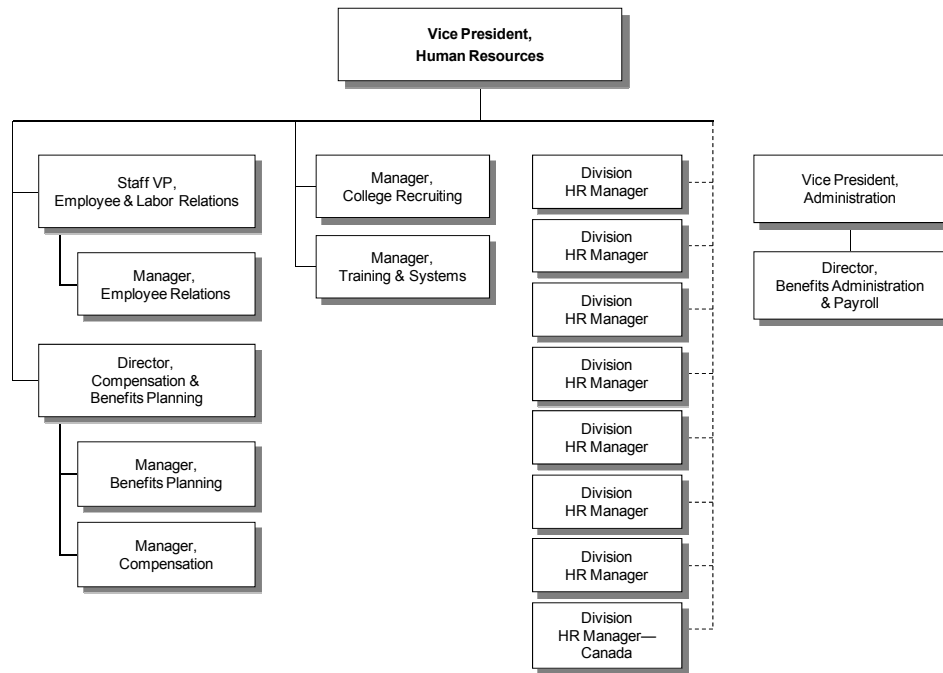 Vice President,
Human Resources
Staff VP,
Employee & Labor Relations
Manager,
Employee Relations
Director,
Compensation &
Benefits Planning
Manager,
Benefits Planning
Manager,
Compensation
Manager,
College Recruiting
Manager,
Training & Systems
Division
HR Manager
Division
HR Manager
Division
HR Manager
Division
HR Manager
Division
HR Manager
Division
HR Manager
Division
HR Manager
Division
HR Manager—
Canada
Vice President,
Administration
Director,
Benefits Administration
& Payroll